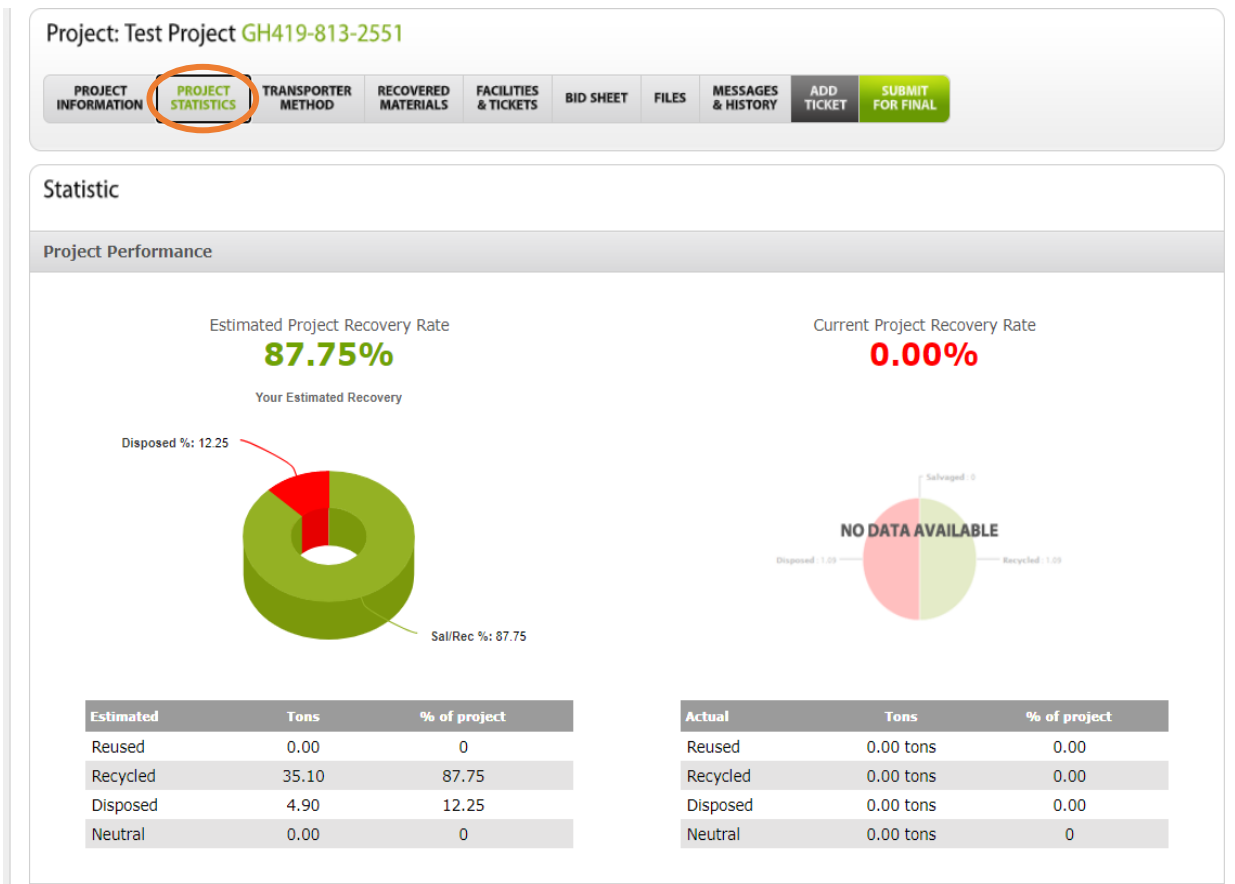 Project: Test Project GH419-813-2551
PROJECT INFORMATION
PROJECT STATISTICS
TRANSPORTER METHOD
RECOVERED MATERIALS
FACILITIES & TICKETS
BID SHEET
FILES
MESSAGES & HISTORY
ADD TICKET
SUBMIT FOR FINAL
Statistic
Project Performance
Estimated Project Recovery Rate
87.75%
Your Estimated Recovery
Disposed %: 12.25
Sal/Rec %: 87.75
Estimated Tons % of project
Reused 0.00 0
Recycled 35.10 87.75
Disposed 4.90 12.25
Neutral 0.00 0
Current Project Recovery Rate
0.00%
Salvaged : 0
NO DATA AVAILABLE
Disposed : 1.09
Recycled : 1.09
Actual Tons % of project
Reused 0.00 tons 0.00
Recycled 0.00 tons 0.00
Disposed 0.00 tons 0.00
Neutral 0.00 tons 0